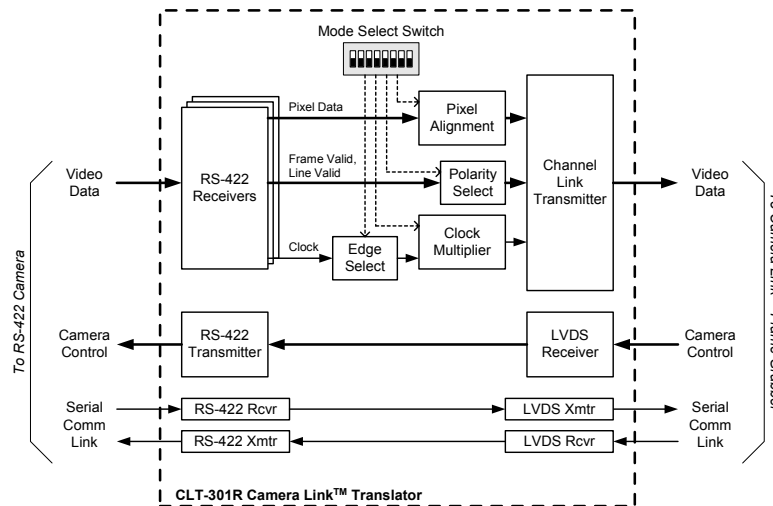 Mode Select Switch
Pixel Data
Pixel
Alignment
Frame Valid,
Line Valid
RS-422
Receivers
Polarity
Select
Channel
Link
Transmitter
Video
Data
Video
Data
Clock
Edge
Select
Clock
Multiplier
To RS-422 Camera
Camera
Control
RS-422
Transmitter
LVDS
Receiver
Camera
Control
Serial
Comm
Link
RS-422 Rcvr
LVDS Xmtr
RS-422 Xmtr
LVDS Rcvr
Serial
Comm
Link
CLT-301R Camera Link™ Translator